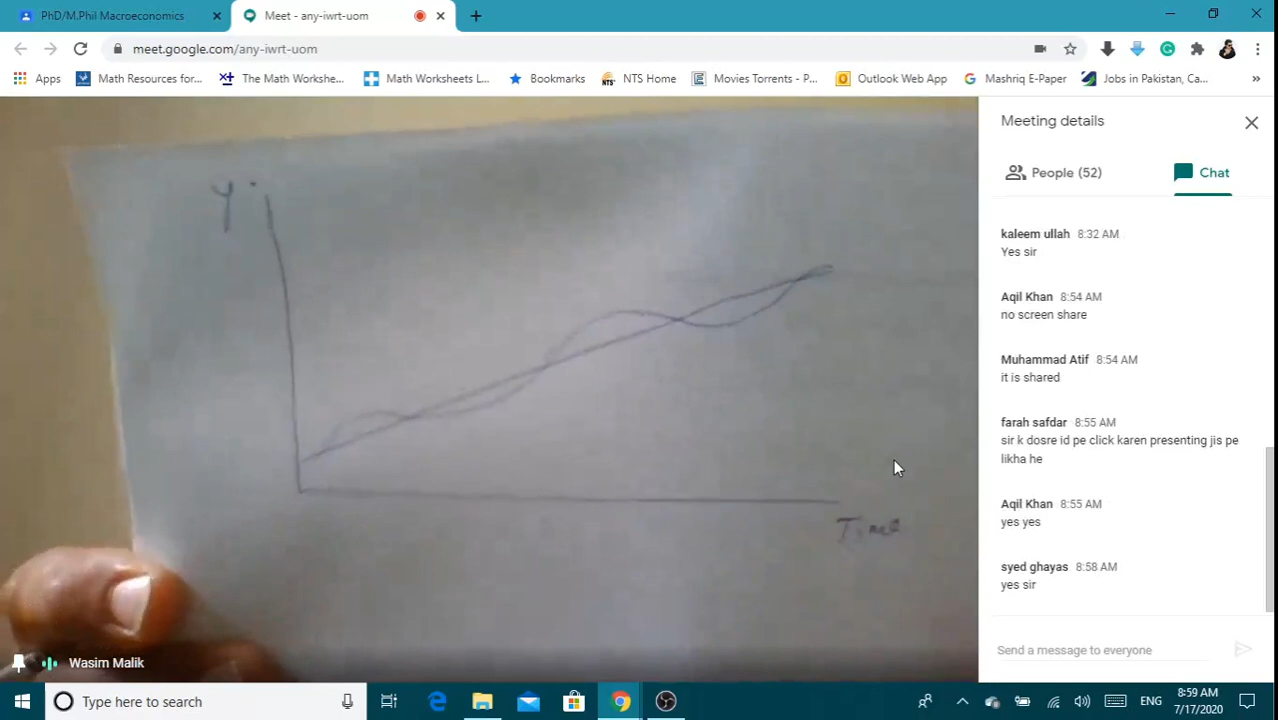 PhD/M.Phil Macroeconomics
Meet - any-iwrt-uom
meet.google.com/any-iwrt-uom
Apps
Math Resources for...
The Math Workshe...
Math Worksheets L...
Bookmarks
NTS Home
Movies Torrents - P...
Outlook Web App
Mashriq E-Paper
Jobs in Pakistan, Ca...
»
Y
Time
Wasim Malik
Meeting details
People (52)
Chat
kaleem ullah 8:32 AM
Yes sir
Aqil Khan 8:54 AM
no screen share
Muhammad Atif 8:54 AM
it is shared
farah safdar 8:55 AM
sir k dosre id pe click karen presenting jis pe
likha he
Aqil Khan 8:55 AM
yes yes
syed ghayas 8:58 AM
yes sir
Send a message to everyone
Type here to search
ENG
8:59 AM
7/17/2020